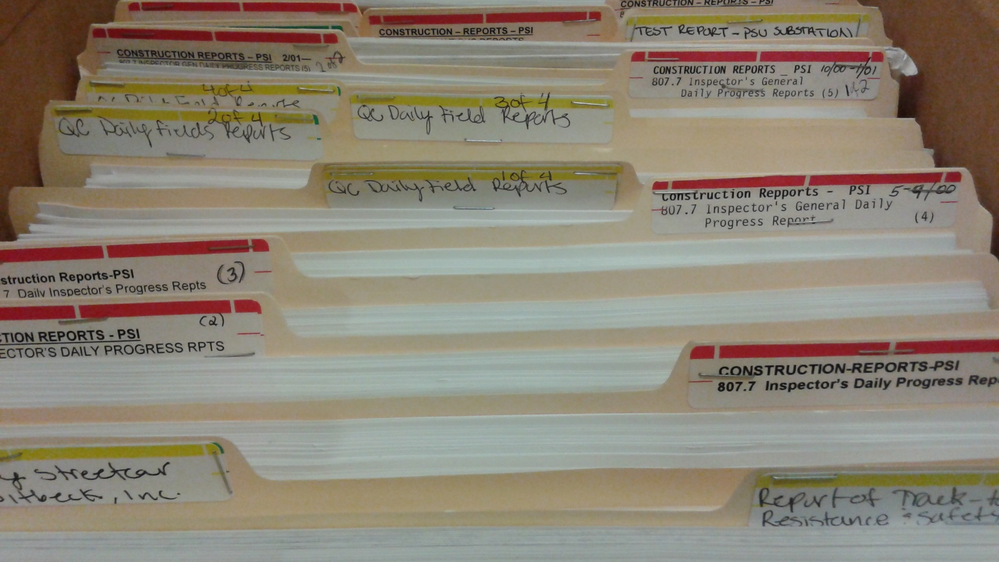 CONSTRUCTION – REPORTS – PSI
CONSTRUCTION – REPORTS – PSI
TEST REPORT – PSU SUBSTATION
CONSTRUCTION REPORTS – PSI 2/01—
807.7 INSPECTOR GEN DAILY PROGRESS REPORTS (5)
CONSTRUCTION REPORTS _ PSI 10/00-1/01
807.7 Inspector's General
Daily Progress Reports (5) 1 of 2
4 of 4
3 of 4
QC Daily Field Reports
2 of 4
QC Daily fields Reports
1 of 4
QC Daily Field Reports
Construction Repports - PSI 5-9/00
807.7 Inspector's General Daily
Progress Report (4)
struction Reports-PSI (3)
7 Daily Inspector's Progress Repts
(2)
TION REPORTS - PSI
ECTOR'S DAILY PROGRESS RPTS
CONSTRUCTION-REPORTS-PSI
807.7 Inspector's Daily Progress Rep
y Streetcar
itbeck, Inc.
Report of Track-t
Resistance & Safet